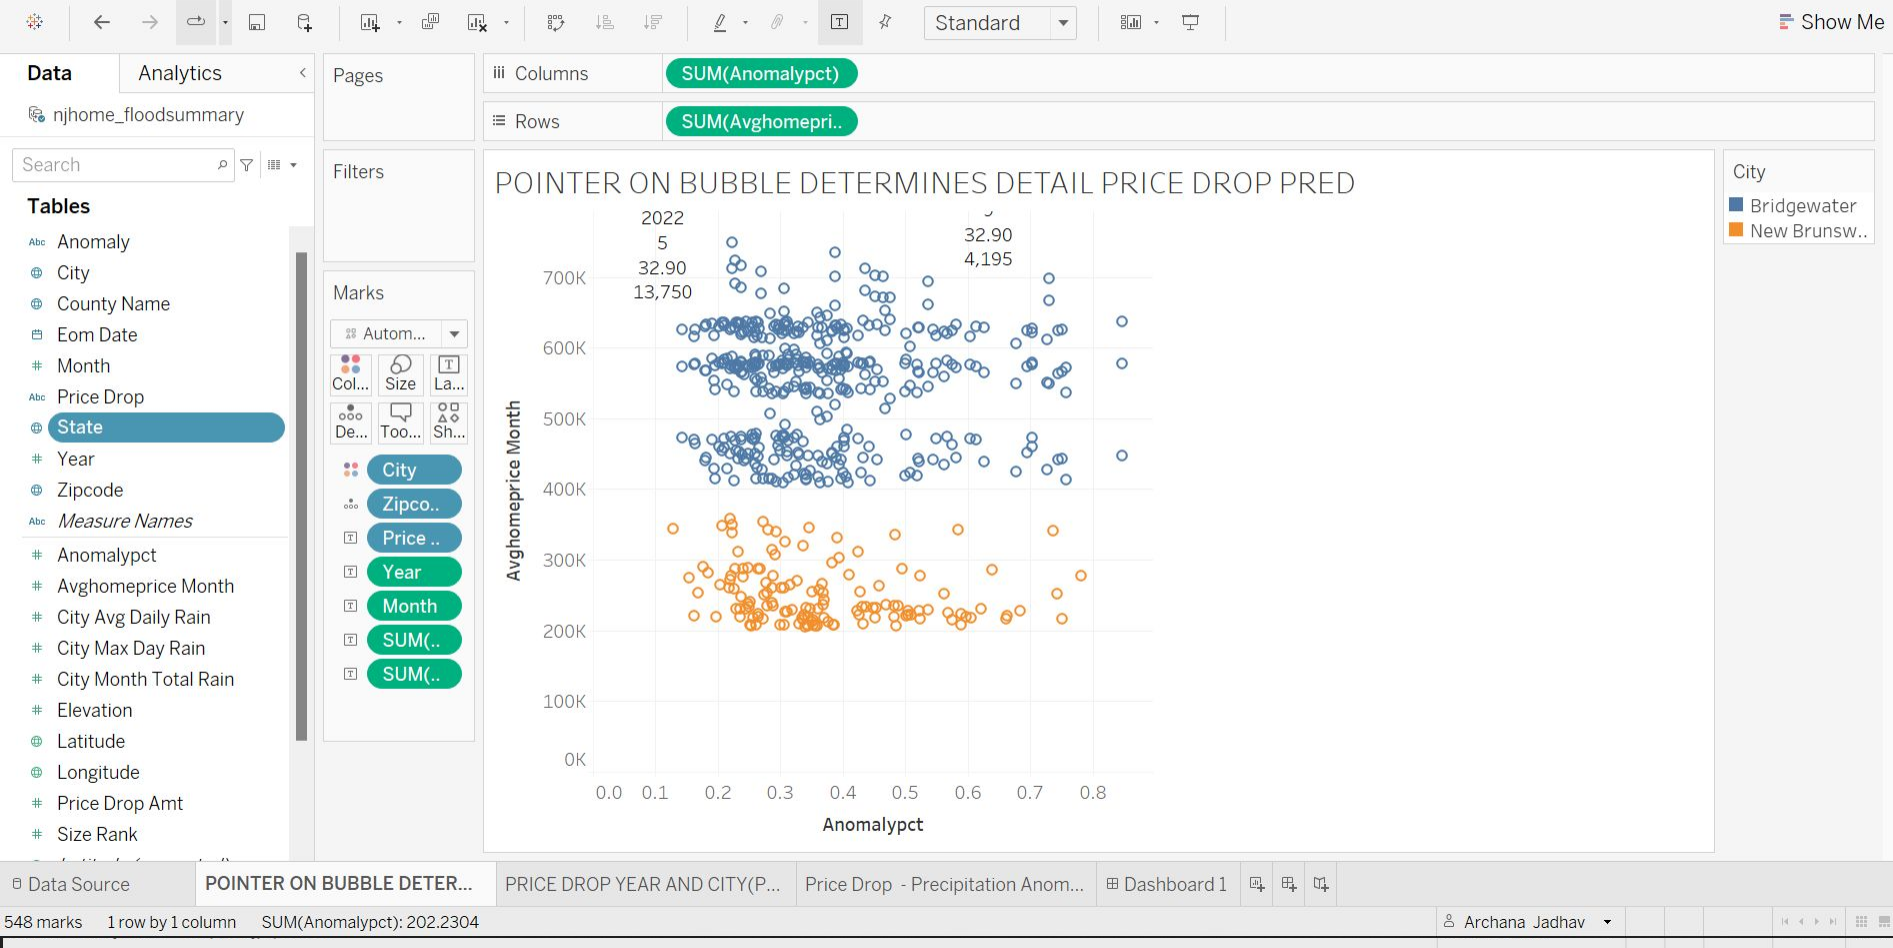 Standard
Show Me
Data
Analytics
njhome_floodsummary
Search
Tables
Abc Anomaly
City
County Name
Eom Date
# Month
Abc Price Drop
State
# Year
Zipcode
Abc Measure Names
# Anomalypct
# Avghomeprice Month
# City Avg Daily Rain
# City Max Day Rain
# City Month Total Rain
# Elevation
Latitude
Longitude
# Price Drop Amt
# Size Rank
Pages
Filters
Marks
Autom...
Col...
Size
La...
De...
Too...
Sh...
City
Zipco..
Price ..
Year
Month
SUM(..
SUM(..
Columns
SUM(Anomalypct)
Rows
SUM(Avghomepri..
POINTER ON BUBBLE DETERMINES DETAIL PRICE DROP PRED
2022
5
32.90
13,750
32.90
4,195
700K
600K
500K
400K
300K
200K
100K
0K
Avghomeprice Month
0.0 0.1 0.2 0.3 0.4 0.5 0.6 0.7 0.8
Anomalypct
City
Bridgewater
New Brunsw..
Data Source
POINTER ON BUBBLE DETER...
PRICE DROP YEAR AND CITY(P...
Price Drop - Precipitation Anom...
Dashboard 1
548 marks
1 row by 1 column
SUM(Anomalypct): 202.2304
Archana Jadhav